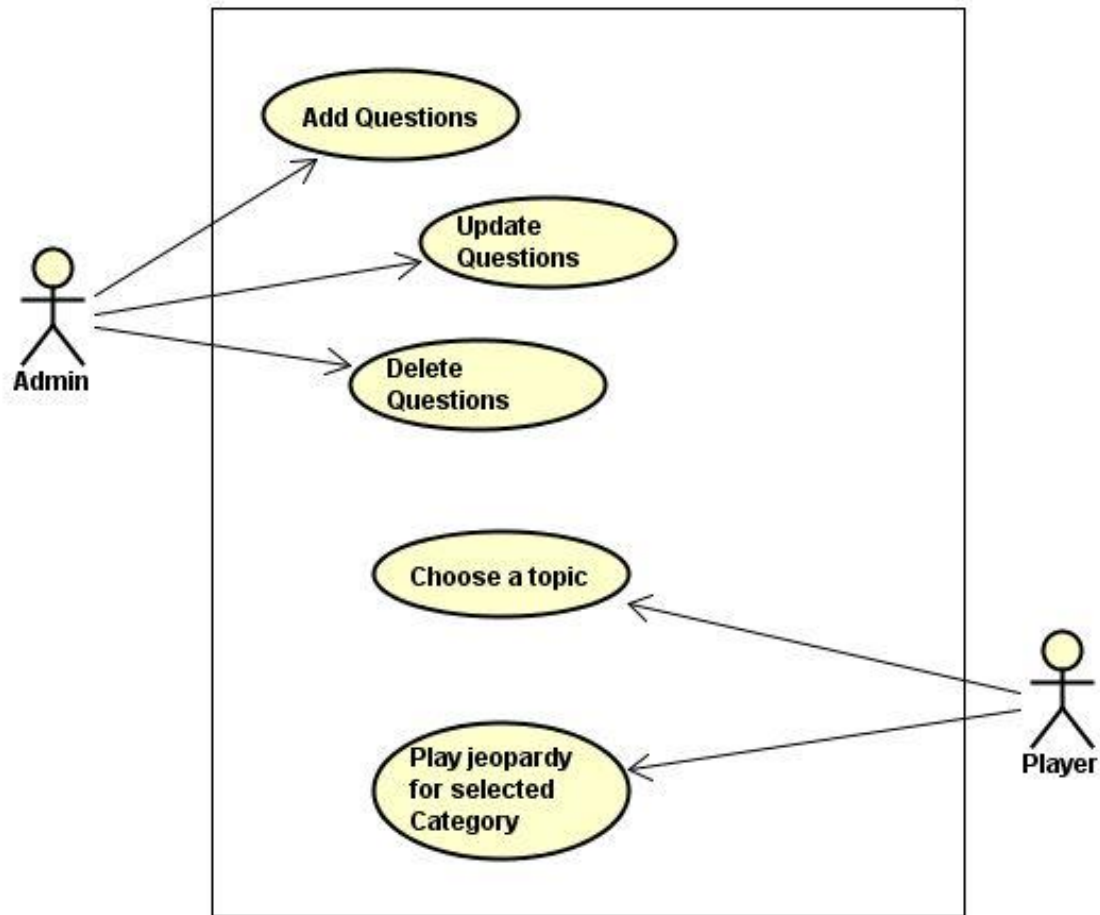 Add Questions
Update
Questions
Delete
Questions
Admin
Choose a topic
Play jeopardy
for selected
Category
Player